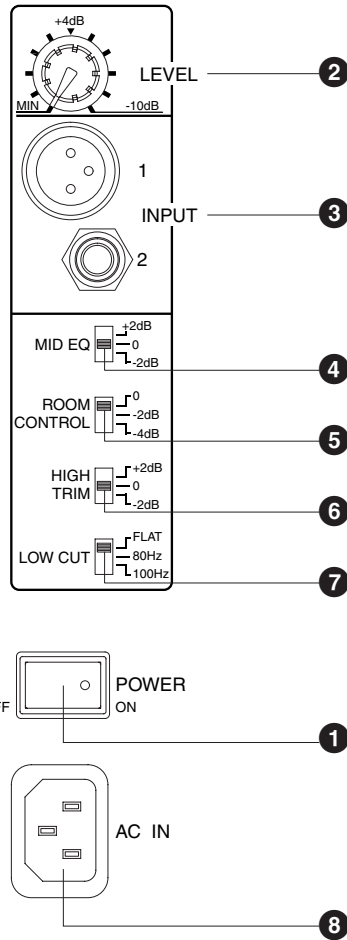 +4dB
LEVEL
2
MIN
-10dB
1
INPUT
3
2
+2dB
MID EQ
0
-2dB
4
0
ROOM
CONTROL
-2dB
-4dB
5
HIGH
TRIM
+2dB
0
-2dB
6
FLAT
LOW CUT
80Hz
100Hz
7
POWER
ON
1
AC IN
8